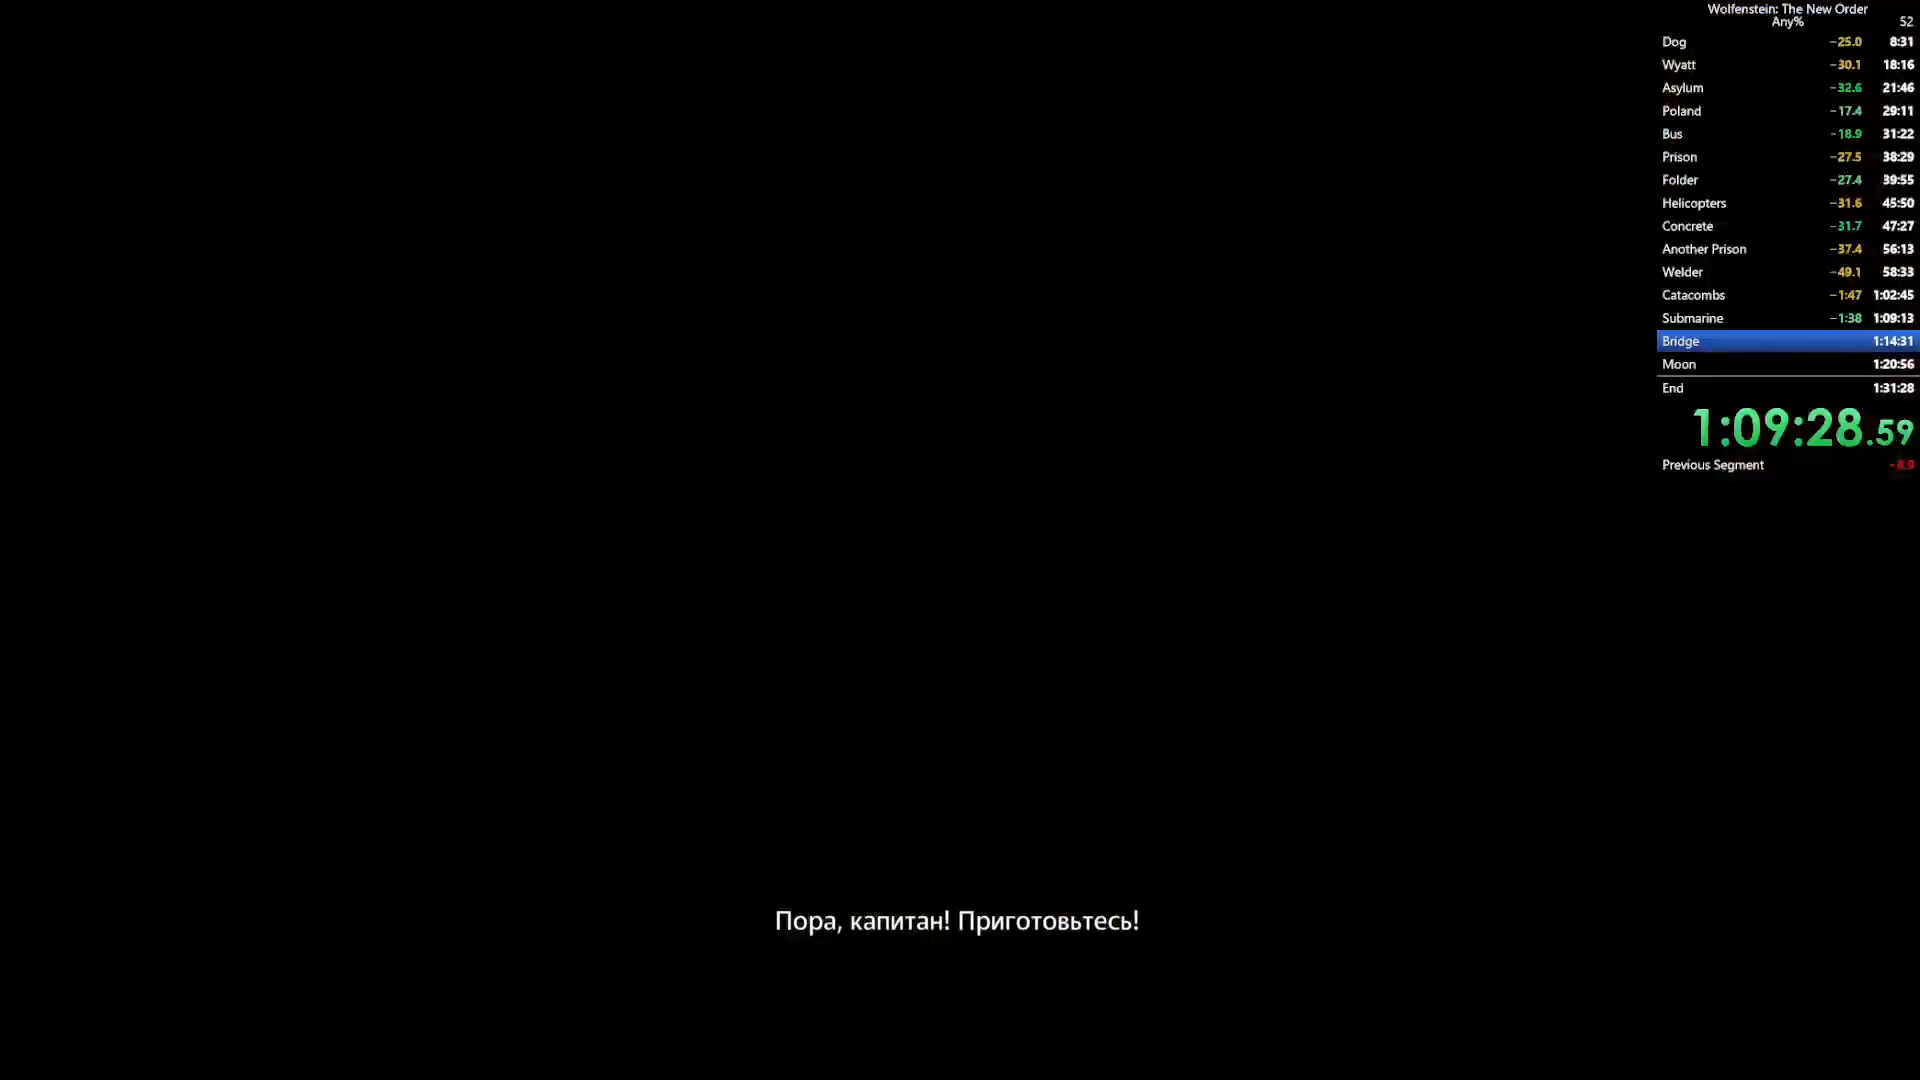 Wolfenstein: The New Order
Any% 52
Dog -25.0 8:31
Wyatt -30.1 18:16
Asylum -32.6 21:46
Poland -17.4 29:11
Bus -18.9 31:22
Prison -27.5 38:29
Folder -27.4 39:55
Helicopters -31.6 45:50
Concrete -31.7 47:27
Another Prison -37.4 56:13
Welder -49.1 58:33
Catacombs -1:47 1:02:45
Submarine -1:38 1:09:13
Bridge 1:14:31
Moon 1:20:56
End 1:31:28
1:09:28.59
Previous Segment
Пора, капитан! Приготовьтесь!